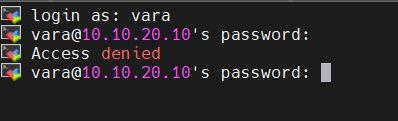 login as: vara
vara@10.10.20.10's password:
Access denied
vara@10.10.20.10's password: